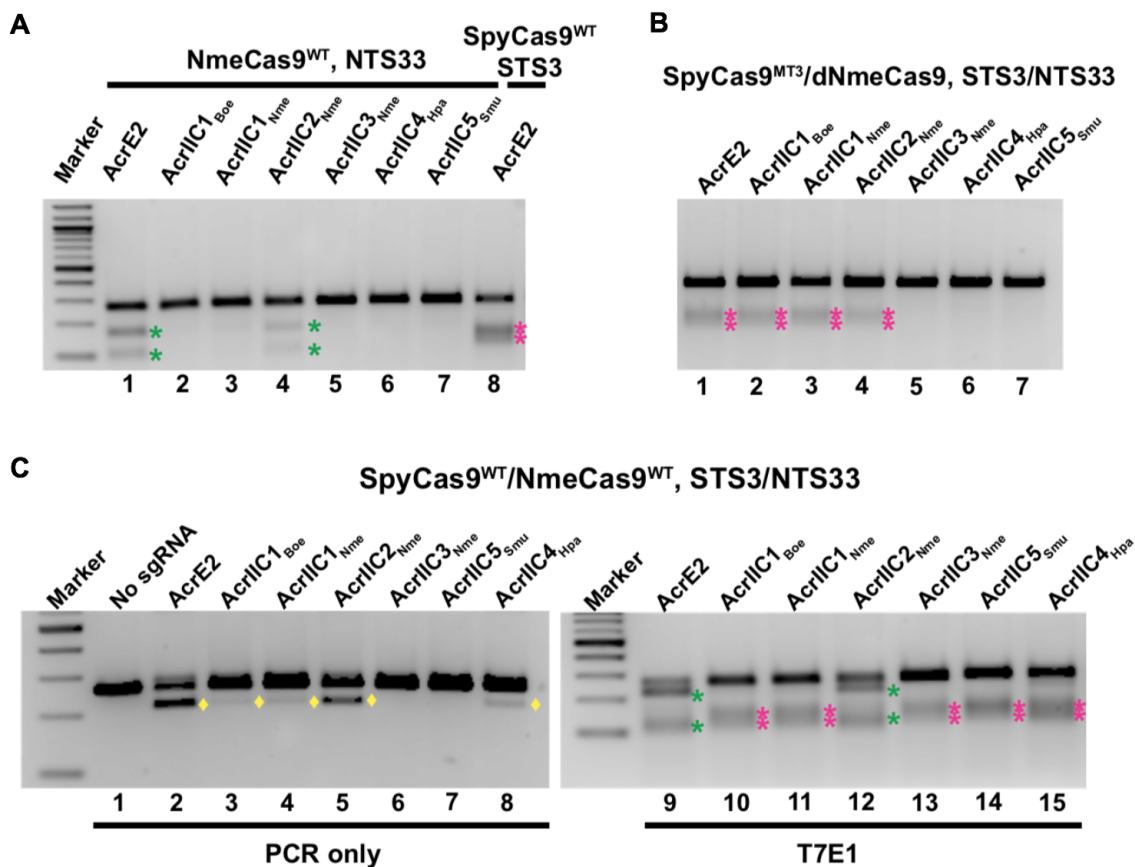 A
NmeCas9WT, NTS33
SpyCas9WT
STS3
Marker
AcrE2
AcrIIC1Boe
AcrIIC1Nme
AcrIIC2Nme
AcrIIC3Nme
AcrIIC4Hpa
AcrIIC5Smu
AcrE2
* * * * * *
1 2 3 4 5 6 7 8
B
SpyCas9MT3/dNmeCas9, STS3/NTS33
AcrE2
AcrIIC1Boe
AcrIIC1Nme
AcrIIC2Nme
AcrIIC3Nme
AcrIIC4Hpa
AcrIIC5Smu
* * * * * * * *
1 2 3 4 5 6 7
C
SpyCas9WT/NmeCas9WT, STS3/NTS33
Marker
No sgRNA
AcrE2
AcrIIC1Boe
AcrIIC1Nme
AcrIIC2Nme
AcrIIC3Nme
AcrIIC5Smu
AcrIIC4Hpa
1 2 3 4 5 6 7 8
PCR only
Marker
AcrE2
AcrIIC1Boe
AcrIIC1Nme
AcrIIC2Nme
AcrIIC3Nme
AcrIIC5Smu
AcrIIC4Hpa
* * * * * * * * * * * * * *
9 10 11 12 13 14 15
T7E1